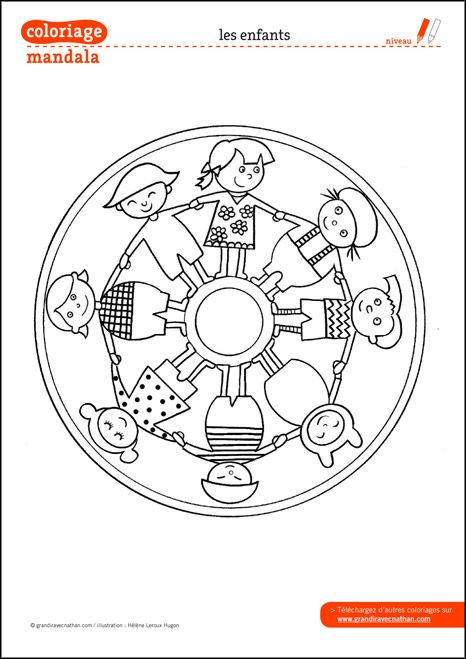 coloriage
mandala
les enfants
niveau
© grandiravecnathan.com / illustration : Hélène Leroux Hugon
> Téléchargez d'autres coloriages sur
www.grandiravecnathan.com